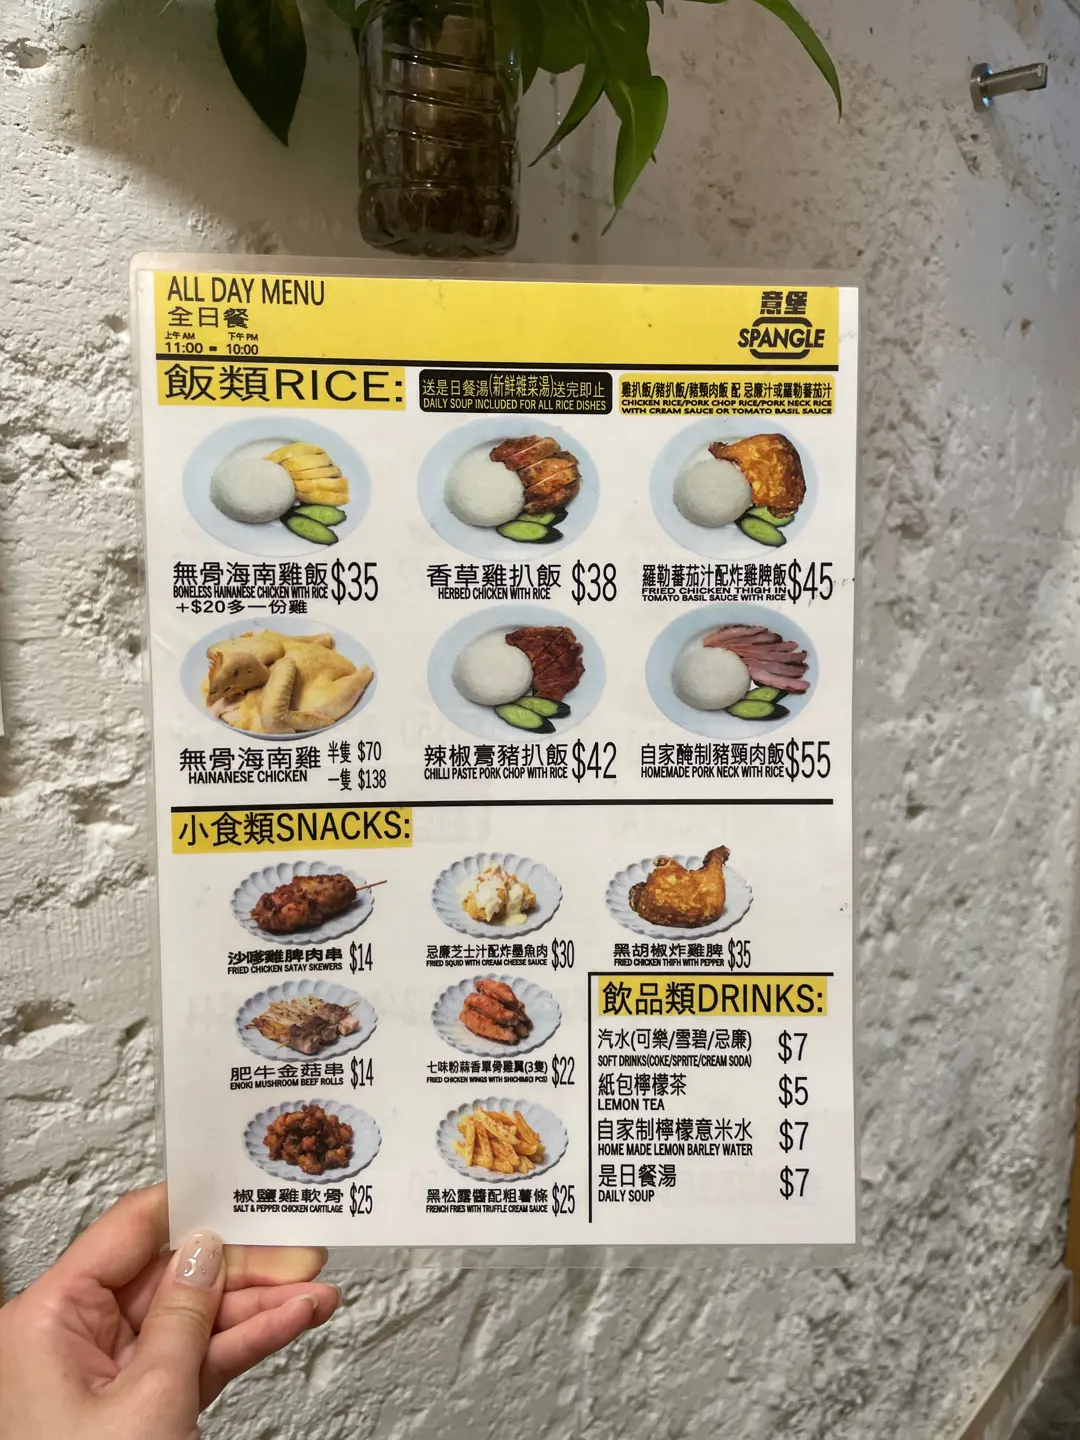 ALL DAY MENU
全日餐
上午AM 下午PM
11:00 - 10:00
意堡
SPANGLE
飯類RICE:
送是日餐湯(新鮮雜菜湯)送完即止
DAILY SOUP INCLUDED FOR ALL RICE DISHES
雞扒飯/豬扒飯/豬頸肉飯 配 忌廉汁或羅勒蕃茄汁
CHICKEN RICE/PORK CHOP RICE/PORK NECK RICE
WITH CREAM SAUCE OR TOMATO BASIL SAUCE
無骨海南雞飯 $35
BONELESS HAINANESE CHICKEN WITH RICE
+$20多一份雞
香草雞扒飯 $38
HERBED CHICKEN WITH RICE
羅勒蕃茄汁配炸雞脾飯 $45
FRIED CHICKEN THIGH IN
TOMATO BASIL SAUCE WITH RICE
無骨海南雞 半隻 $70
HAINANESE CHICKEN 一隻 $138
辣椒膏豬扒飯 $42
CHILLI PASTE PORK CHOP WITH RICE
自家醃制豬頸肉飯 $55
HOMEMADE PORK NECK WITH RICE
小食類SNACKS:
沙嗲雞脾肉串 $14
FRIED CHICKEN SATAY SKEWERS
忌廉芝士汁配炸墨魚肉 $30
FRIED SQUID WITH CREAM CHEESE SAUCE
黑胡椒炸雞脾 $35
FRIED CHICKEN THIFH WITH PEPPER
肥牛金菇串 $14
ENOKI MUSHROOM BEEF ROLLS
七味粉蒜香單骨雞翼(3隻) $22
FRIED CHICKEN WINGS WITH SHICHIMI(3 PCS)
椒鹽雞軟骨 $25
SALT & PEPPER CHICKEN CARTILAGE
黑松露醬配粗薯條 $25
FRENCH FRIES WITH TRUFFLE CREAM SAUCE
飲品類DRINKS:
汽水(可樂/雪碧/忌廉) $7
SOFT DRINKS(COKE/SPRITE/CREAM SODA)
紙包檸檬茶 $5
LEMON TEA
自家制檸檬意米水 $7
HOME MADE LEMON BARLEY WATER
是日餐湯 $7
DAILY SOUP